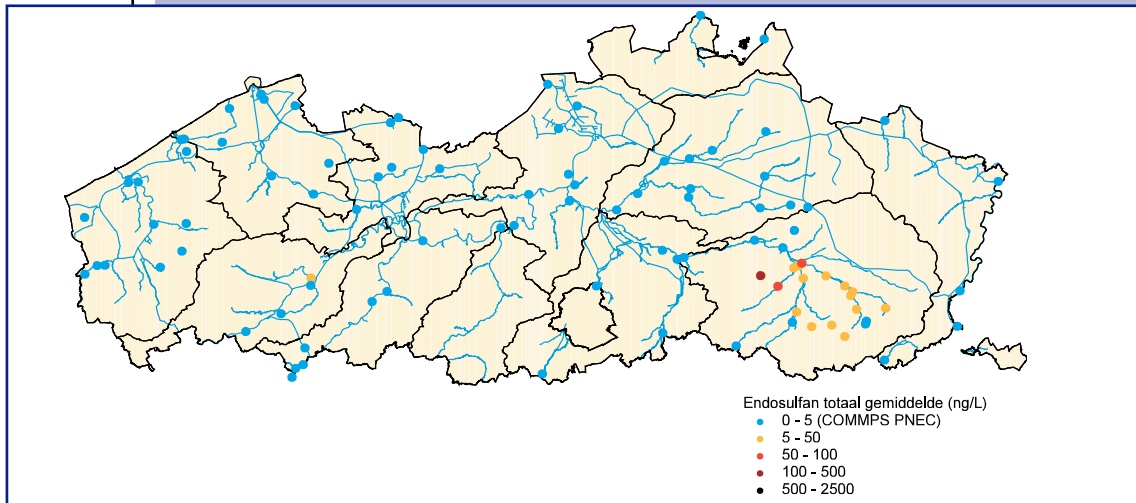 Endosulfan totaal gemiddelde (ng/L)
0 - 5 (COMMPS PNEC)
5 - 50
50 - 100
100 - 500
500 - 2500